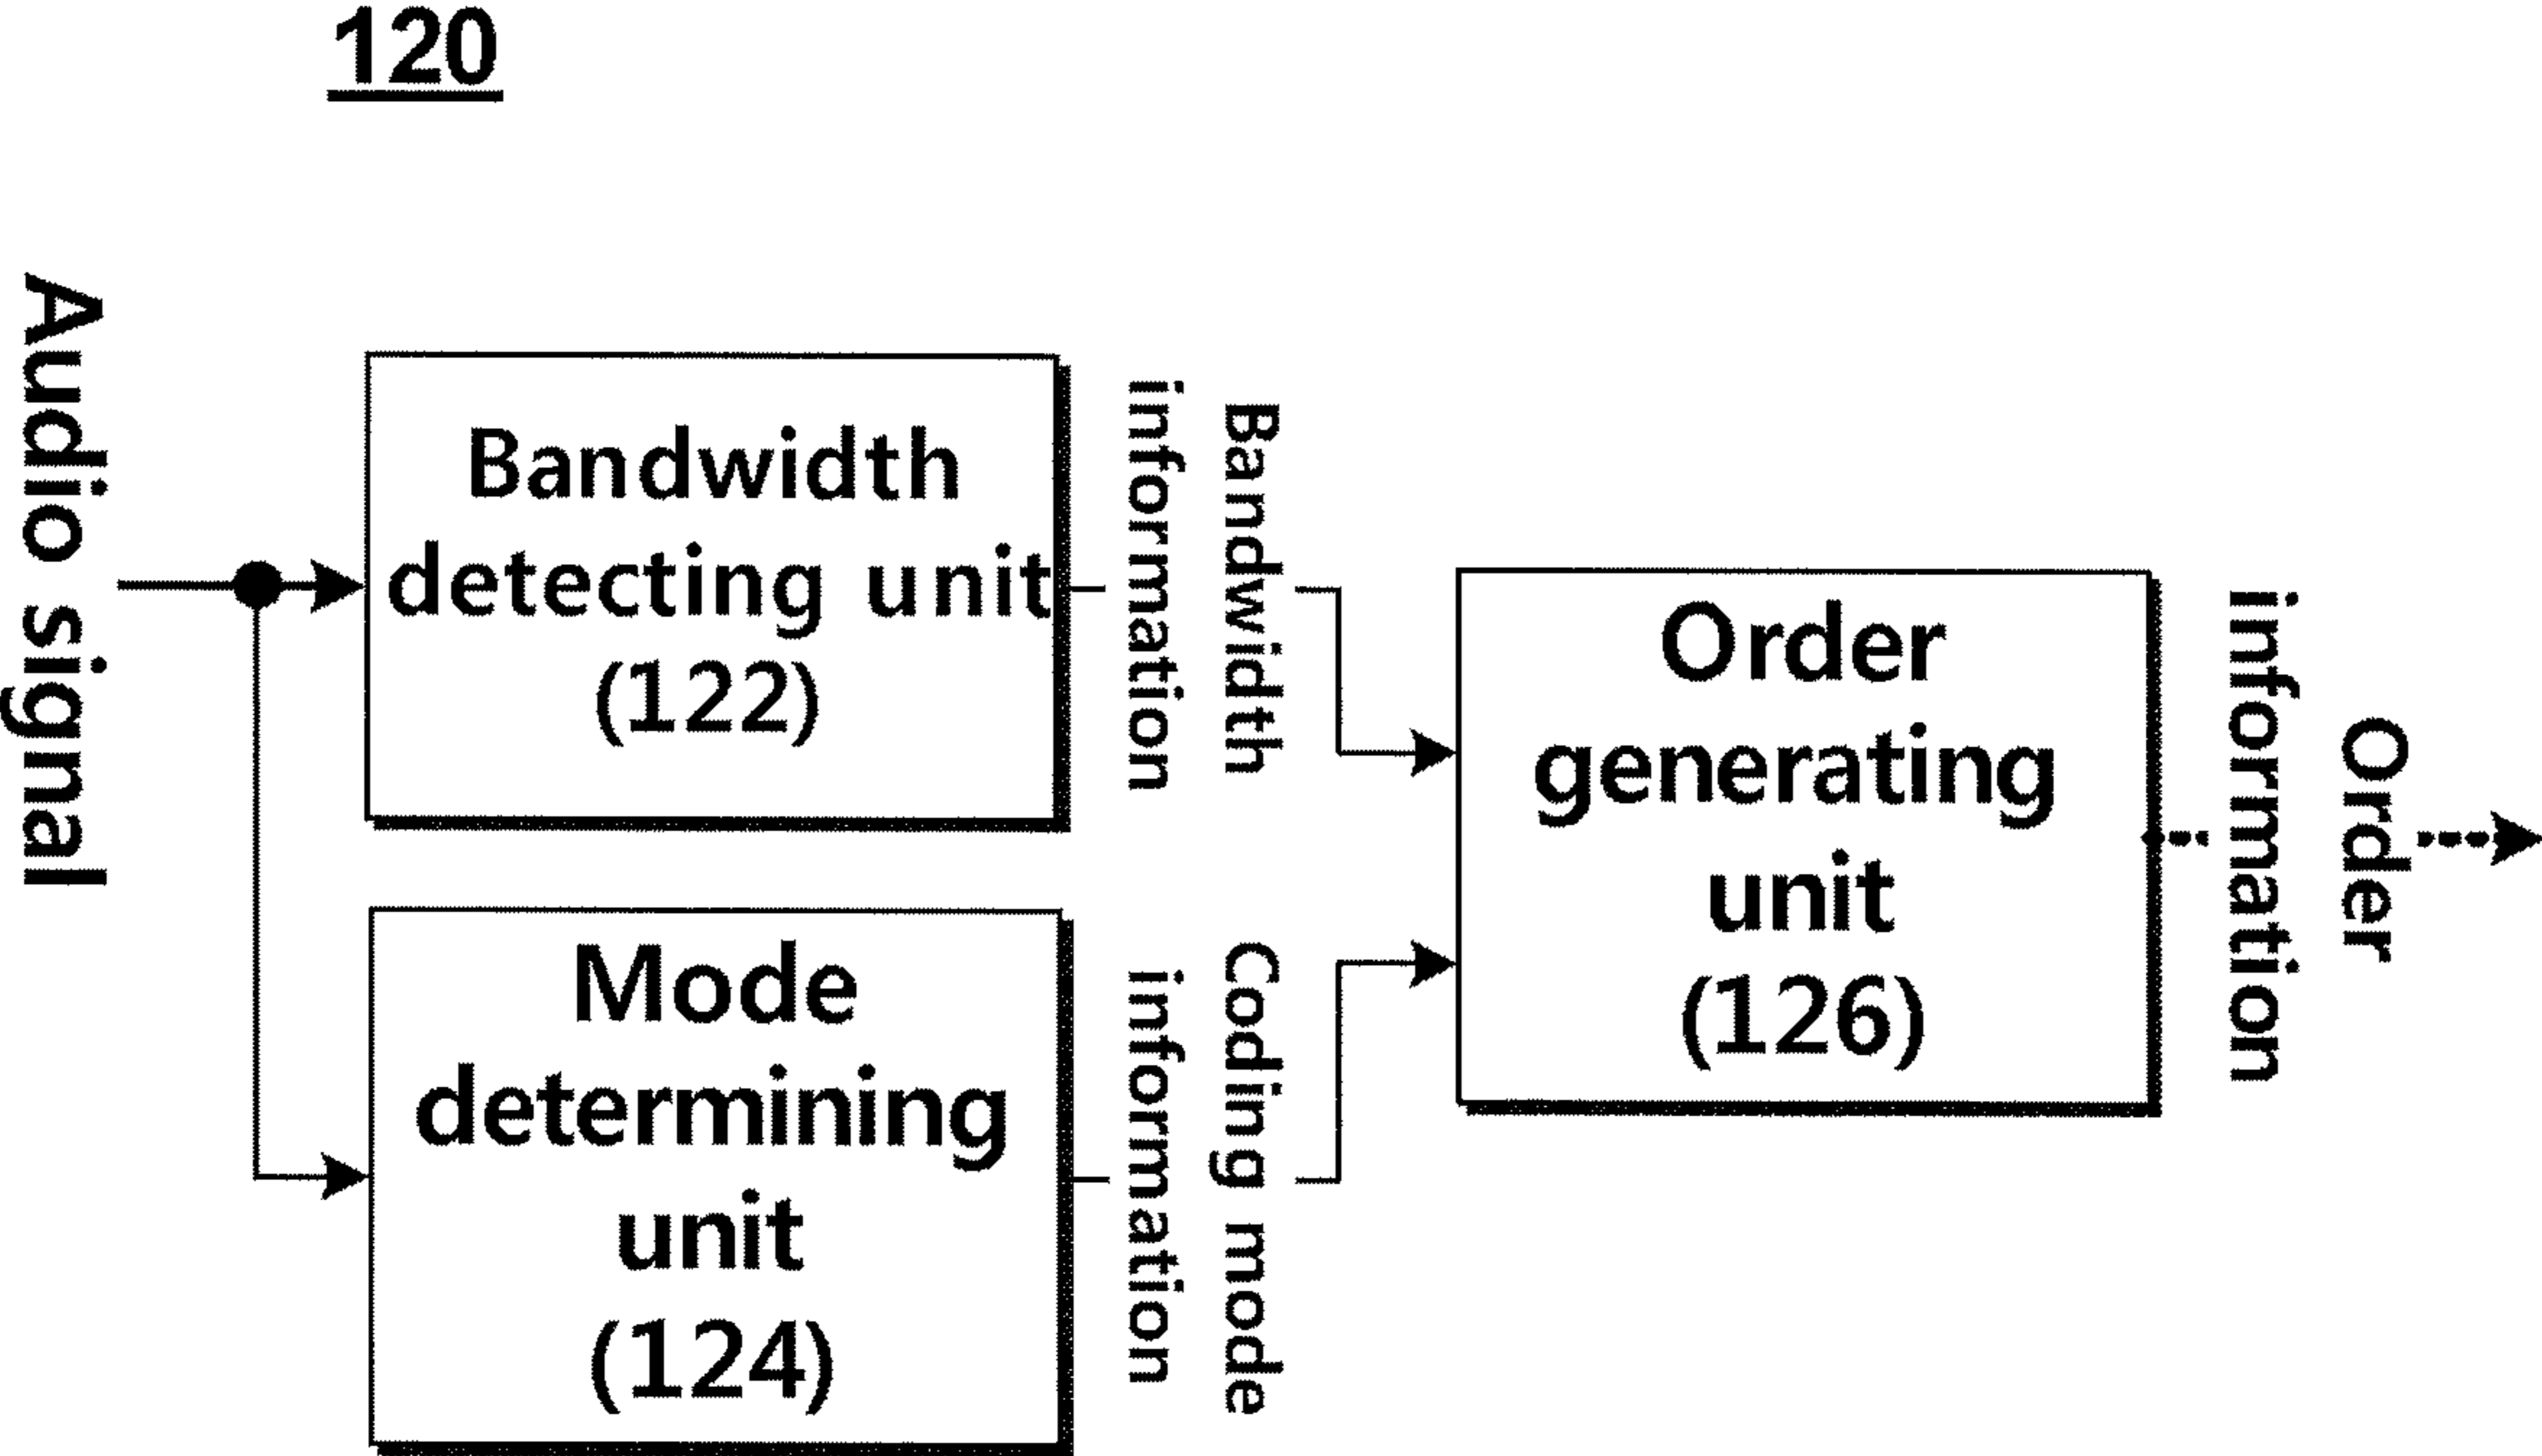 120
Audio signal
Bandwidth
detecting unit
(122)
Bandwidth
information
Mode
determining
unit
(124)
Coding mode
information
Order
generating
unit
(126)
Order
information